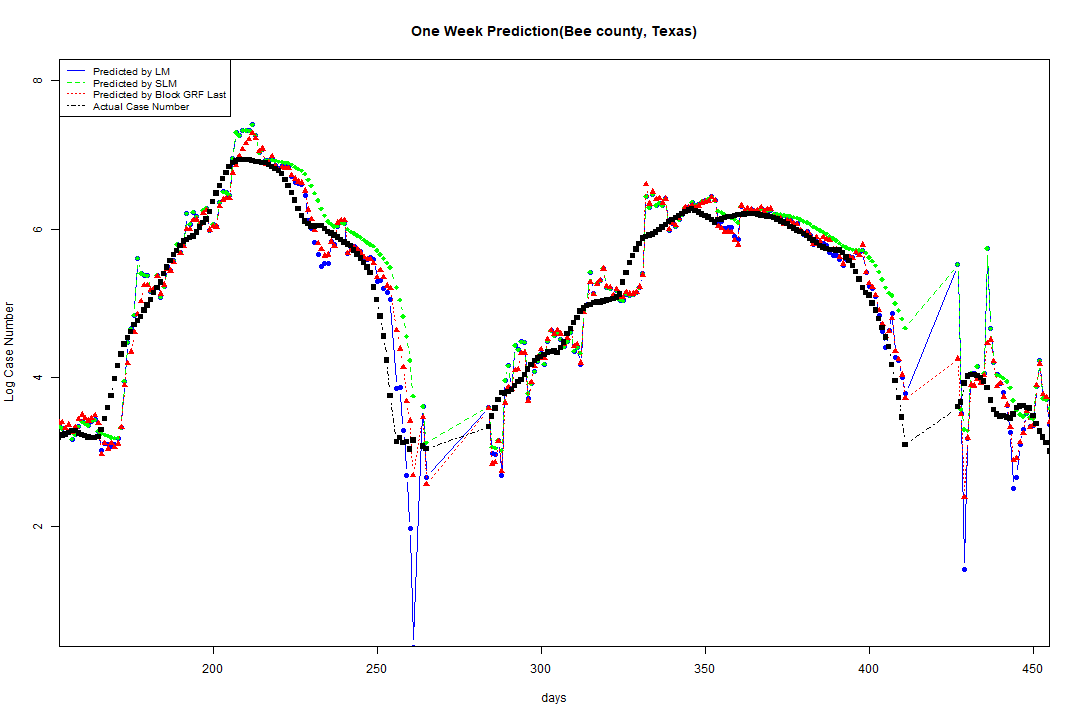 One Week Prediction(Bee county, Texas)
Predicted by LM
Predicted by SLM
Predicted by Block GRF Last
Actual Case Number
8
6
4
2
Log Case Number
200 250 300 350 400 450
days